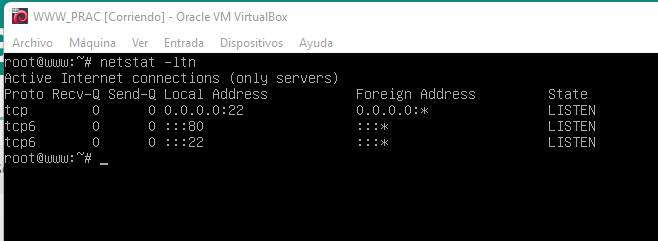 WWW_PRAC [Corriendo] - Oracle VM VirtualBox
Archivo Máquina Ver Entrada Dispositivos Ayuda
root@www:~# netstat -ltn
Active Internet connections (only servers)
Proto Recv-Q Send-Q Local Address Foreign Address State
tcp 0 0 0.0.0.0:22 0.0.0.0:* LISTEN
tcp6 0 0 :::80 :::* LISTEN
tcp6 0 0 :::22 :::* LISTEN
root@www:~# _